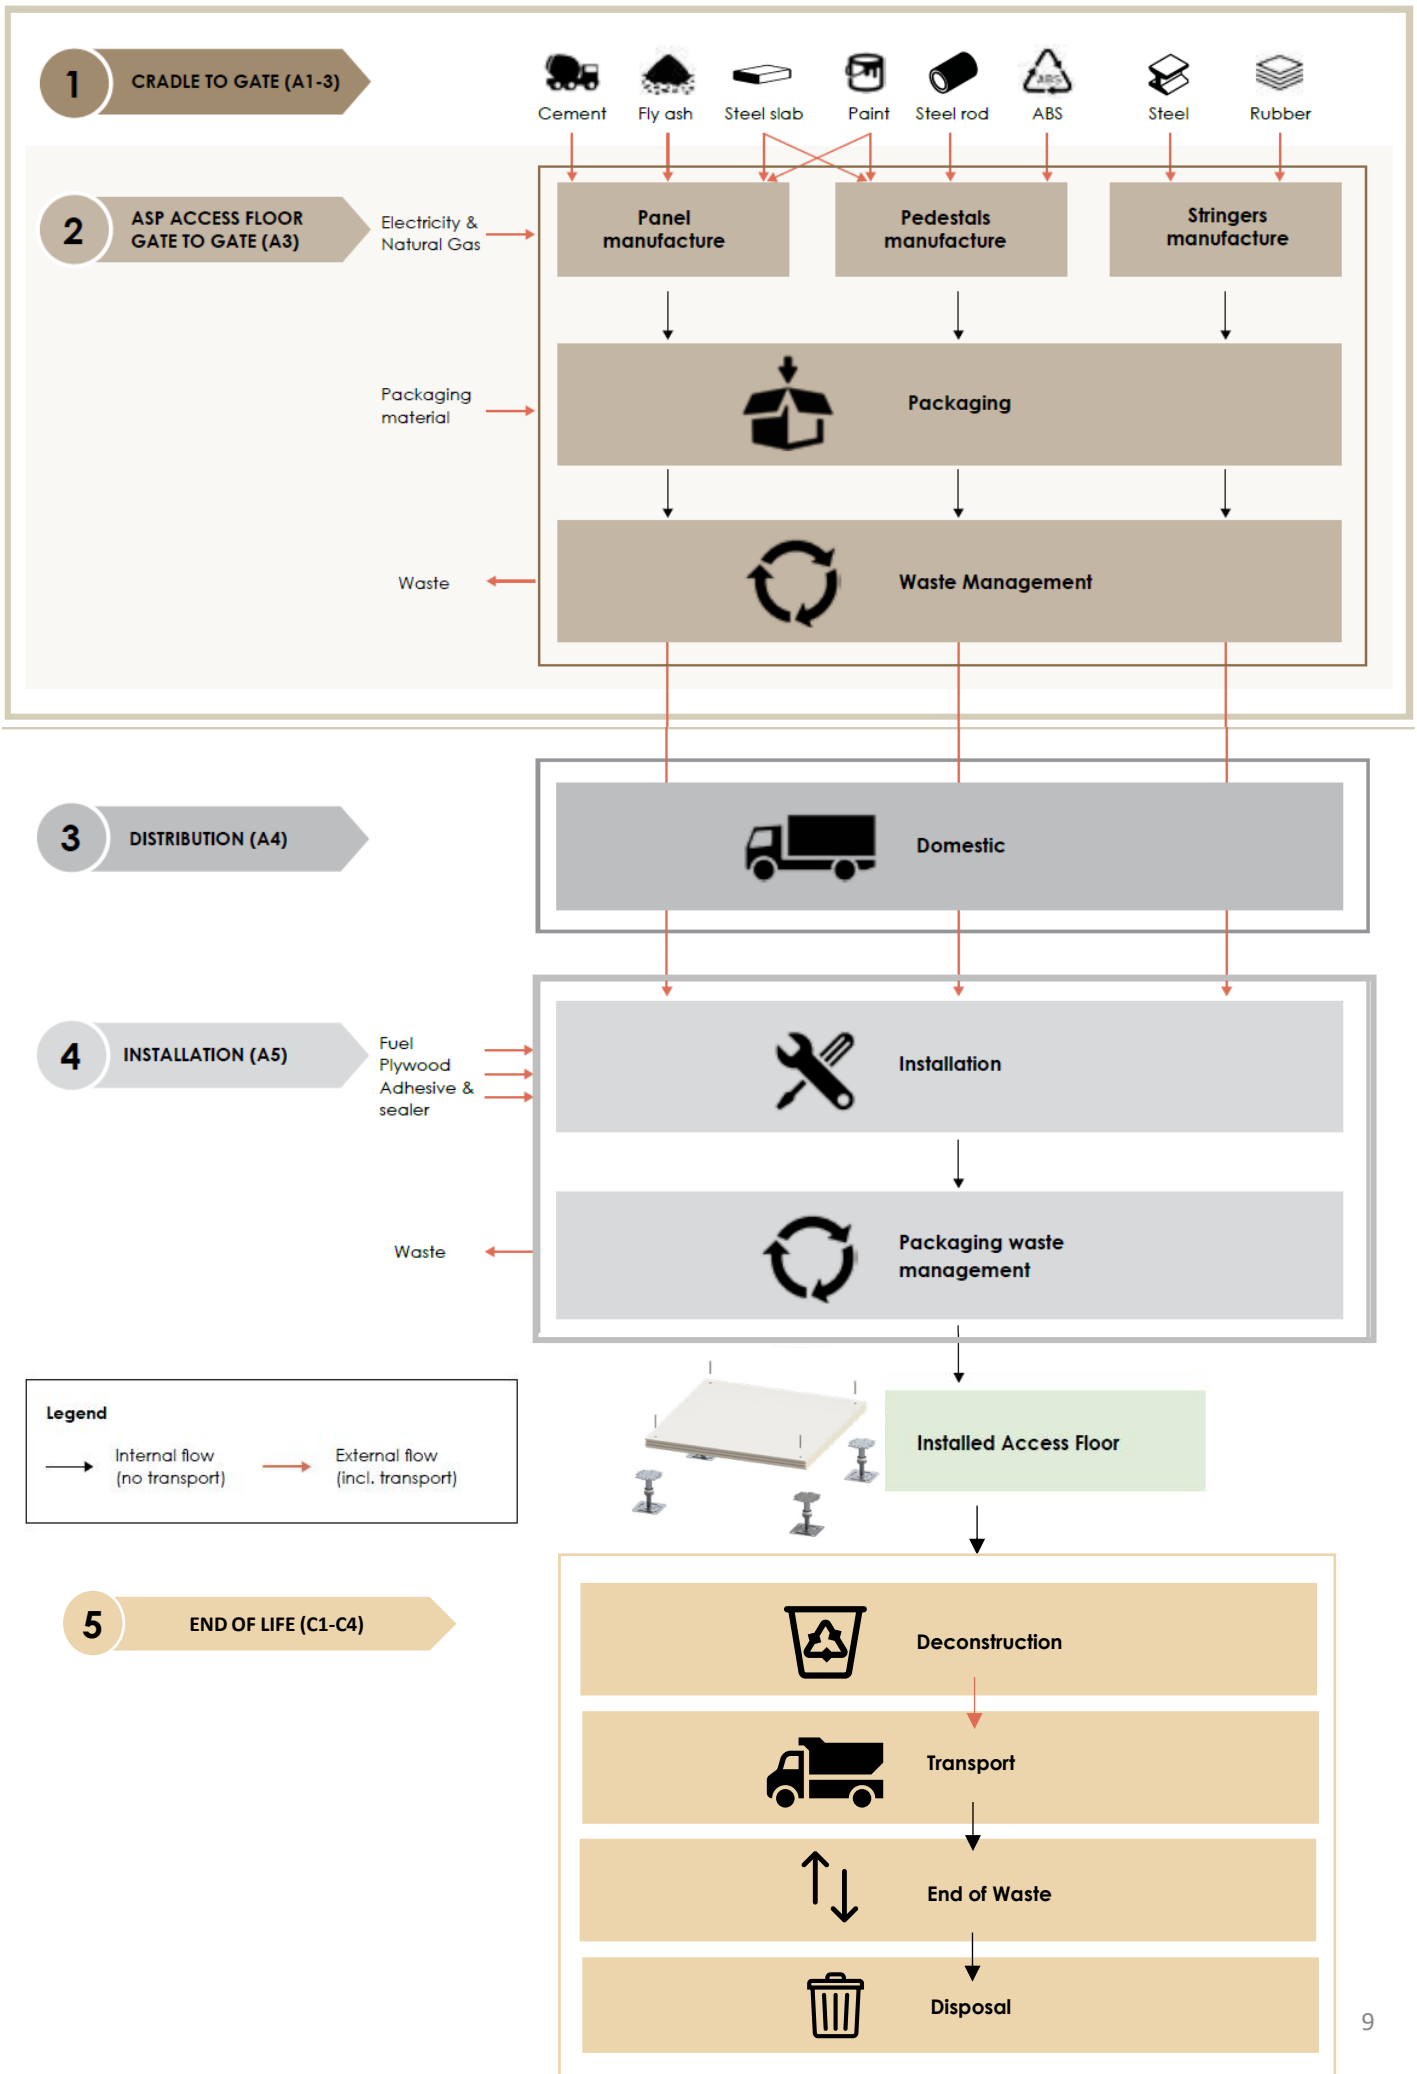 1
CRADLE TO GATE (A1-3)
Cement
Fly ash
Steel slab
Paint
Steel rod
ABS
ABS
Steel
Rubber
2
ASP ACCESS FLOOR
GATE TO GATE (A3)
Electricity &
Natural Gas
Panel
manufacture
Pedestals
manufacture
Stringers
manufacture
Packaging
material
Packaging
Waste
Waste Management
3
DISTRIBUTION (A4)
Domestic
4
INSTALLATION (A5)
Fuel
Plywood
Adhesive &
sealer
Installation
Waste
Packaging waste
management
Legend
Internal flow
(no transport)
External flow
(incl. transport)
Installed Access Floor
5
END OF LIFE (C1-C4)
Deconstruction
Transport
End of Waste
Disposal
9